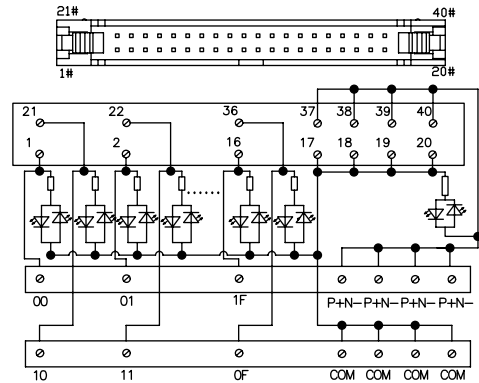 21# 40#
1# 20#
21 22 36 37 38 39 40
1 2 16 17 18 19 20
00 01 1F P+N- P+N- P+N- P+N-
10 11 0F COM COM COM COM